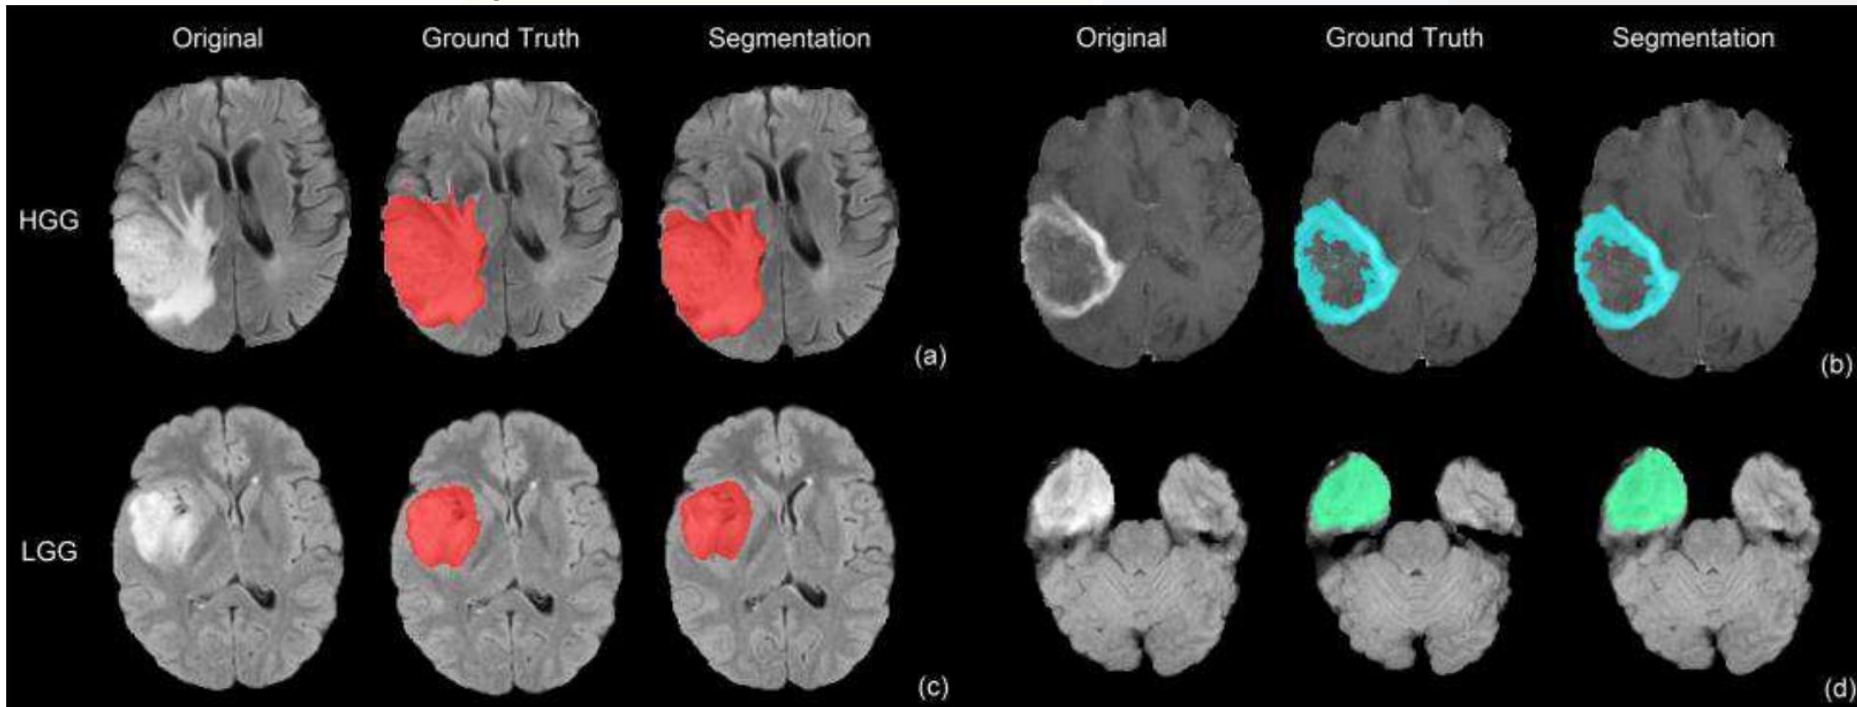 Original Ground Truth Segmentation Original Ground Truth Segmentation
HGG
(a)
(b)
LGG
(c)
(d)